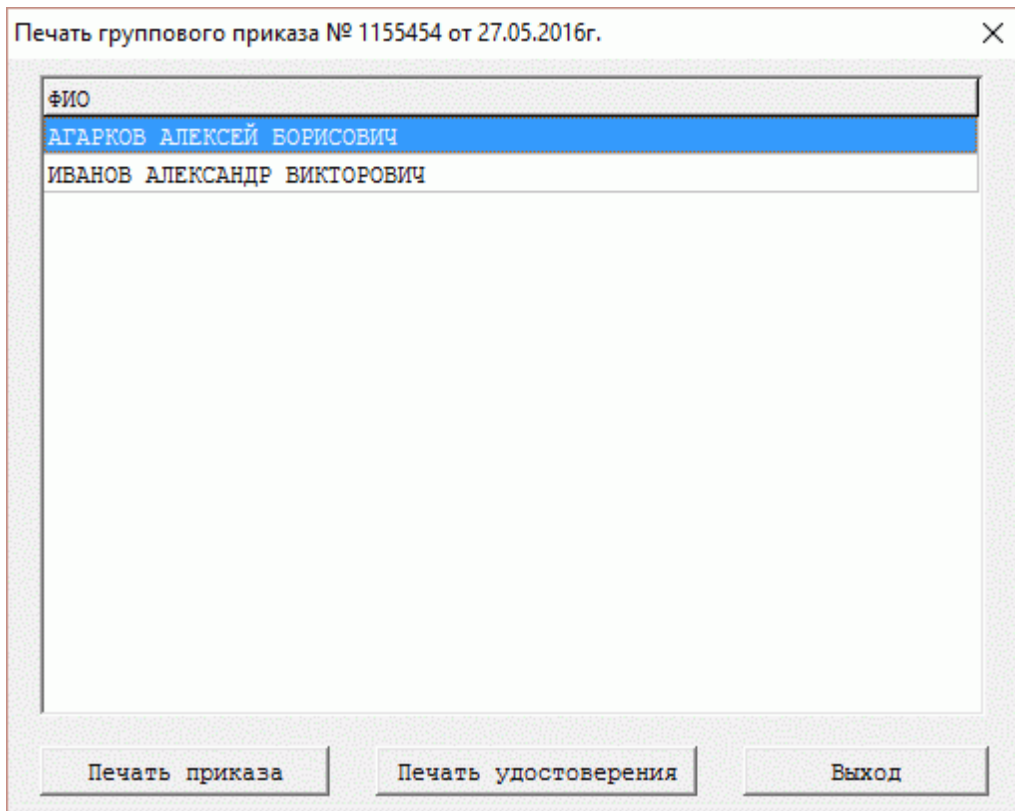 Печать группового приказа № 1155454 от 27.05.2016г.
ФИО
АГАРКОВ АЛЕКСЕЙ БОРИСОВИЧ
ИВАНОВ АЛЕКСАНДР ВИКТОРОВИЧ
Печать приказа Печать удостоверения Выход